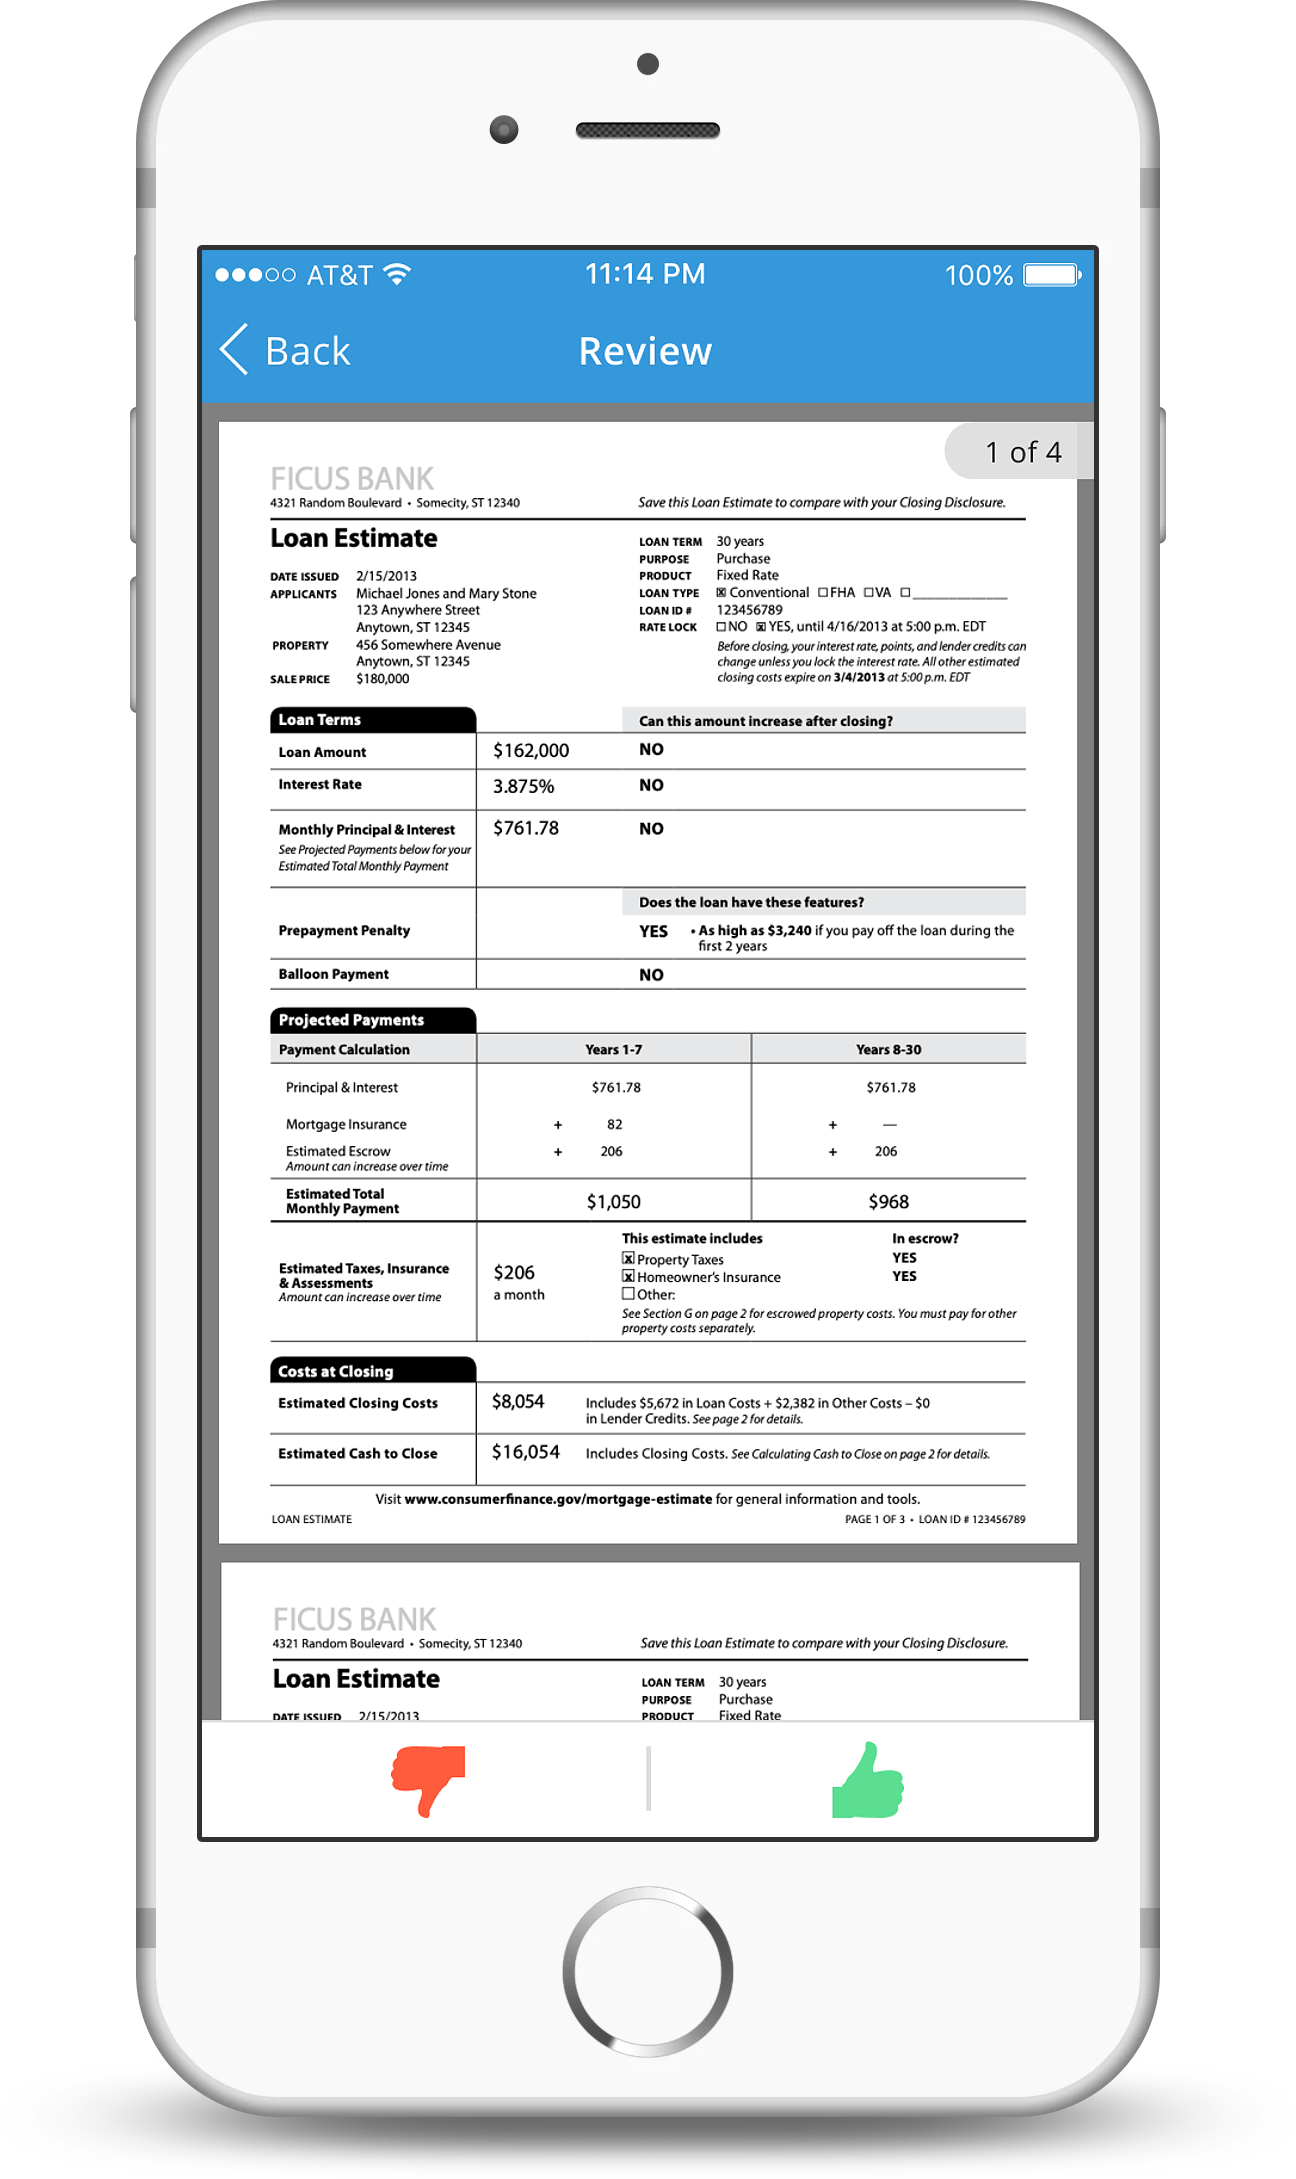 AT&T 11:14 PM 100%
Back Review
1 of 4
FICUS BANK
4321 Random Boulevard • Somecity, ST 12340 Save this Loan Estimate to compare with your Closing Disclosure.
Loan Estimate
LOAN TERM 30 years
PURPOSE Purchase
DATE ISSUED 2/15/2013 PRODUCT Fixed Rate
APPLICANTS Michael Jones and Mary Stone LOAN TYPE ☒ Conventional ☐ FHA ☐ VA ☐ ______________
123 Anywhere Street LOAN ID # 123456789
Anytown, ST 12345 RATE LOCK ☐ NO ☒ YES, until 4/16/2013 at 5:00 p.m. EDT
PROPERTY 456 Somewhere Avenue Before closing, your interest rate, points, and lender credits can
Anytown, ST 12345 change unless you lock the interest rate. All other estimated
SALE PRICE $180,000 closing costs expire on 3/4/2013 at 5:00 p.m. EDT
Loan Terms Can this amount increase after closing?
Loan Amount $162,000 NO
Interest Rate 3.875% NO
Monthly Principal & Interest $761.78 NO
See Projected Payments below for your
Estimated Total Monthly Payment
Does the loan have these features?
Prepayment Penalty YES • As high as $3,240 if you pay off the loan during the
first 2 years
Balloon Payment NO
Projected Payments
Payment Calculation Years 1-7 Years 8-30
Principal & Interest $761.78 $761.78
Mortgage Insurance + 82 + —
Estimated Escrow + 206 + 206
Amount can increase over time
Estimated Total
Monthly Payment $1,050 $968
This estimate includes In escrow?
☒ Property Taxes YES
Estimated Taxes, Insurance
& Assessments $206 ☒ Homeowner's Insurance YES
Amount can increase over time a month ☐ Other:
See Section G on page 2 for escrowed property costs. You must pay for other
property costs separately.
Costs at Closing
Estimated Closing Costs $8,054 Includes $5,672 in Loan Costs + $2,382 in Other Costs – $0
in Lender Credits. See page 2 for details.
Estimated Cash to Close $16,054 Includes Closing Costs. See Calculating Cash to Close on page 2 for details.
Visit www.consumerfinance.gov/mortgage-estimate for general information and tools.
LOAN ESTIMATE PAGE 1 OF 3 • LOAN ID # 123456789
FICUS BANK
4321 Random Boulevard • Somecity, ST 12340 Save this Loan Estimate to compare with your Closing Disclosure.
Loan Estimate
LOAN TERM 30 years
PURPOSE Purchase
DATE ISSUED 2/15/2013 PRODUCT Fixed Rate